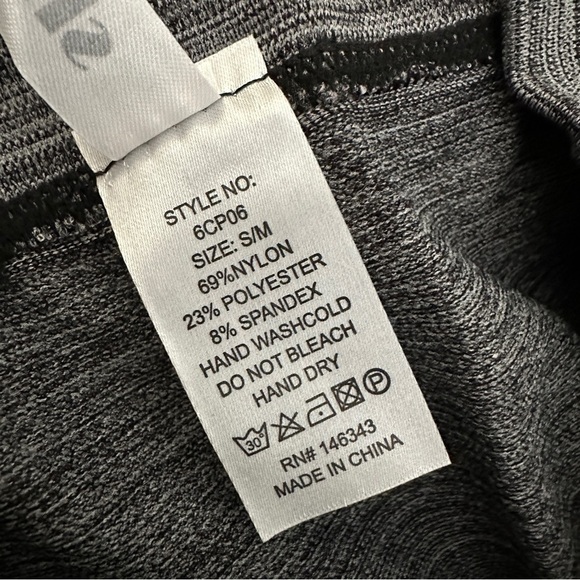 STYLE NO:
6CP06
SIZE: S/M
69%NYLON
23% POLYESTER
8% SPANDEX
HAND WASHCOLD
DO NOT BLEACH
HAND DRY
30° P
RN# 146343
MADE IN CHINA